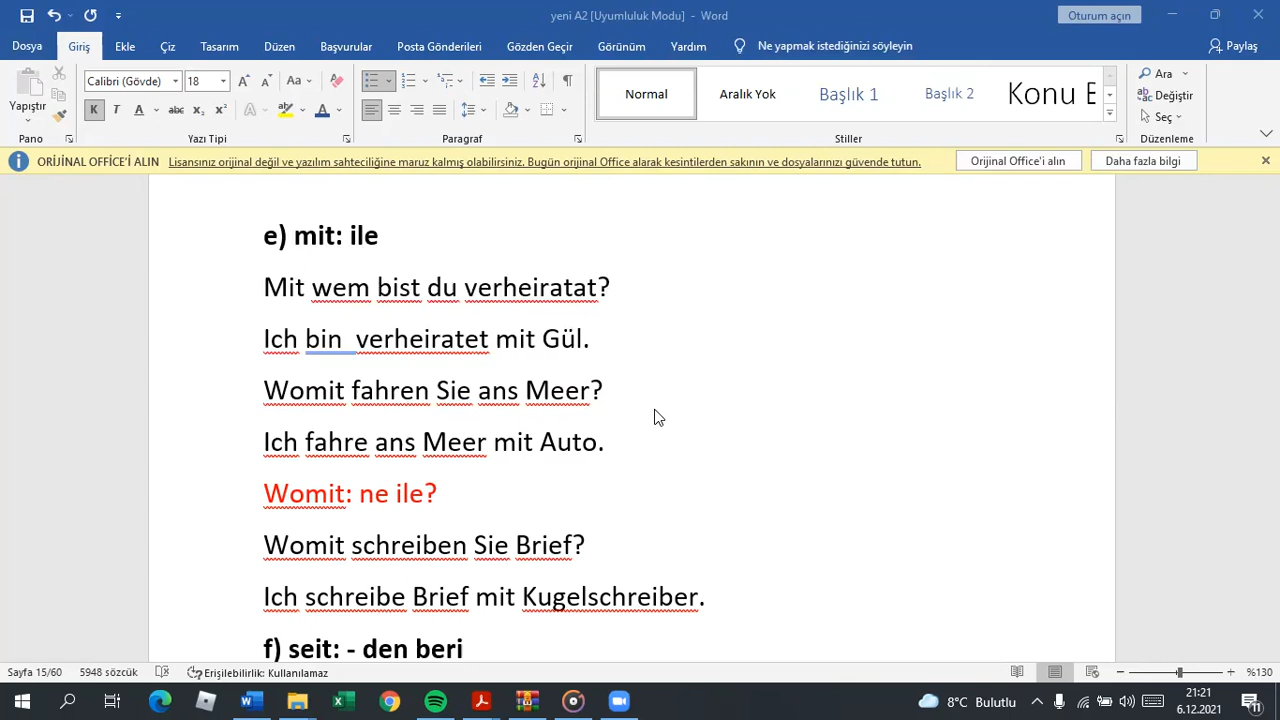 yeni A2 [Uyumluluk Modu] - Word
Oturum açın
Dosya Giriş Ekle Çiz Tasarım Düzen Başvurular Posta Gönderileri Gözden Geçir Görünüm Yardım Ne yapmak istediğinizi söyleyin Paylaş
Yapıştır
Calibri (Gövde) 18
Normal Aralık Yok Başlık 1 Başlık 2 Konu E
Ara
Değiştir
Seç
Pano Yazı Tipi Paragraf Stiller Düzenleme
ORİJİNAL OFFICE'İ ALIN Lisansınız orijinal değil ve yazılım sahteciliğine maruz kalmış olabilirsiniz. Bugün orijinal Office alarak kesintilerden sakının ve dosyalarınızı güvende tutun. Orijinal Office'i alın Daha fazla bilgi
e) mit: ile
Mit wem bist du verheiratat?
Ich bin verheiratet mit Gül.
Womit fahren Sie ans Meer?
Ich fahre ans Meer mit Auto.
Womit: ne ile?
Womit schreiben Sie Brief?
Ich schreibe Brief mit Kugelschreiber.
f) seit: - den beri
Sayfa 15/60 5948 sözcük Erişilebilirlik: Kullanılamaz %130
8°C Bulutlu
21:21
6.12.2021
11